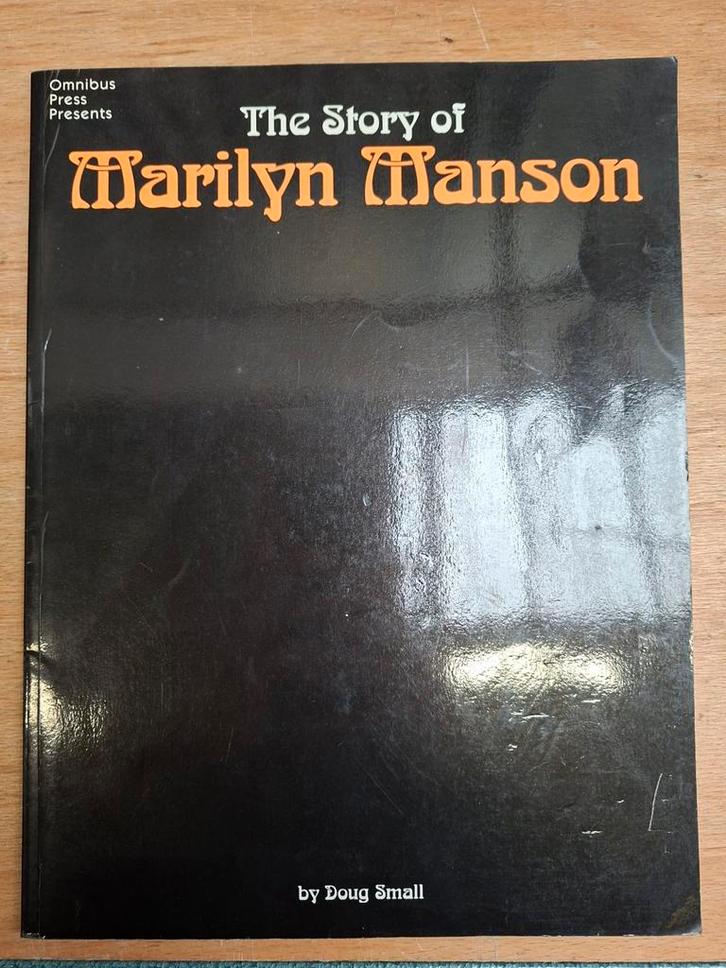 Omnibus
Press
Presents
The Story of
Marilyn Manson
by Doug Small